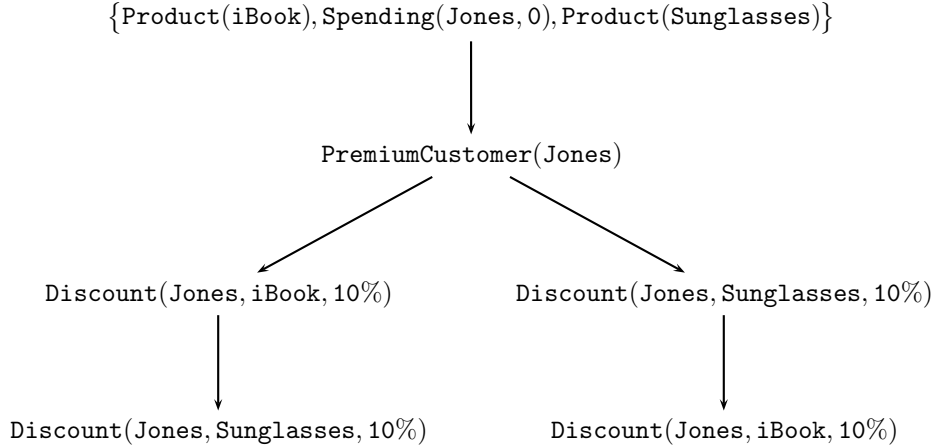 {Product(iBook), Spending(Jones, 0), Product(Sunglasses)}
PremiumCustomer(Jones)
Discount(Jones, iBook, 10%)
Discount(Jones, Sunglasses, 10%)
Discount(Jones, Sunglasses, 10%)
Discount(Jones, iBook, 10%)